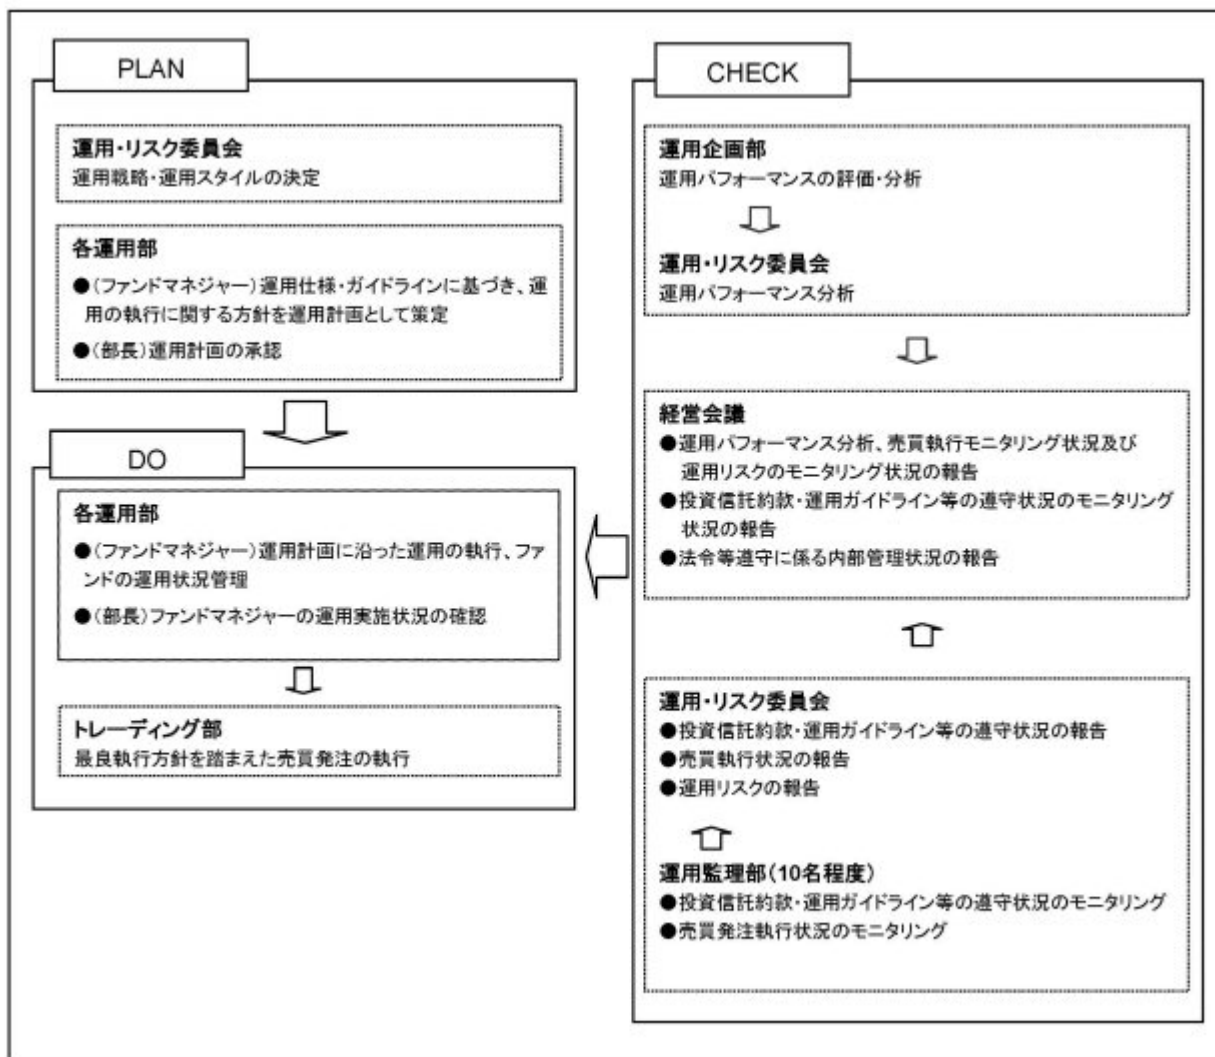 PLAN
運用・リスク委員会
運用戦略・運用スタイルの決定
各運用部
●(ファンドマネジャー)運用仕様・ガイドラインに基づき、運
用の執行に関する方針を運用計画として策定
●(部長)運用計画の承認
DO
各運用部
●(ファンドマネジャー)運用計画に沿った運用の執行、ファ
ンドの運用状況管理
●(部長)ファンドマネジャーの運用実施状況の確認
トレーディング部
最良執行方針を踏まえた売買発注の執行
CHECK
運用企画部
運用パフォーマンスの評価・分析
運用・リスク委員会
運用パフォーマンス分析
経営会議
●運用パフォーマンス分析、売買執行モニタリング状況及び
運用リスクのモニタリング状況の報告
●投資信託約款・運用ガイドライン等の遵守状況のモニタリング
状況の報告
●法令等遵守に係る内部管理状況の報告
運用・リスク委員会
●投資信託約款・運用ガイドライン等の遵守状況の報告
●売買執行状況の報告
●運用リスクの報告
運用監理部(10名程度)
●投資信託約款・運用ガイドライン等の遵守状況のモニタリング
●売買発注執行状況のモニタリング